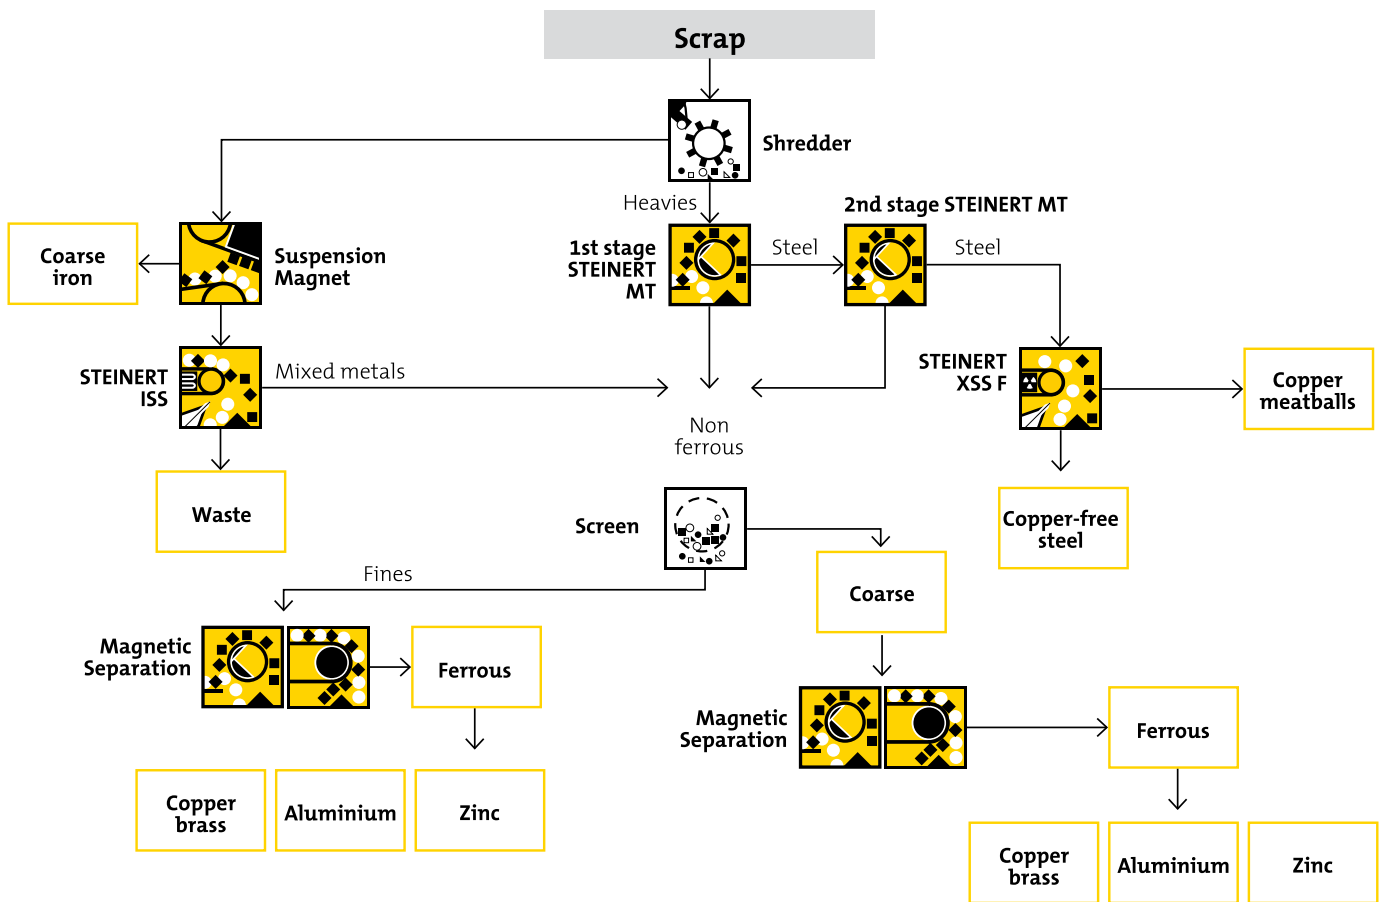 Scrap
Shredder
Heavies
2nd stage STEINERT MT
Coarse
iron
Suspension
Magnet
1st stage
STEINERT
MT
Steel
Steel
STEINERT
ISS
Mixed metals
STEINERT
XSS F
Copper
meatballs
Non
ferrous
Waste
Screen
Copper-free
steel
Fines
Coarse
Magnetic
Separation
Ferrous
Magnetic
Separation
Ferrous
Copper
brass
Aluminium
Zinc
Copper
brass
Aluminium
Zinc